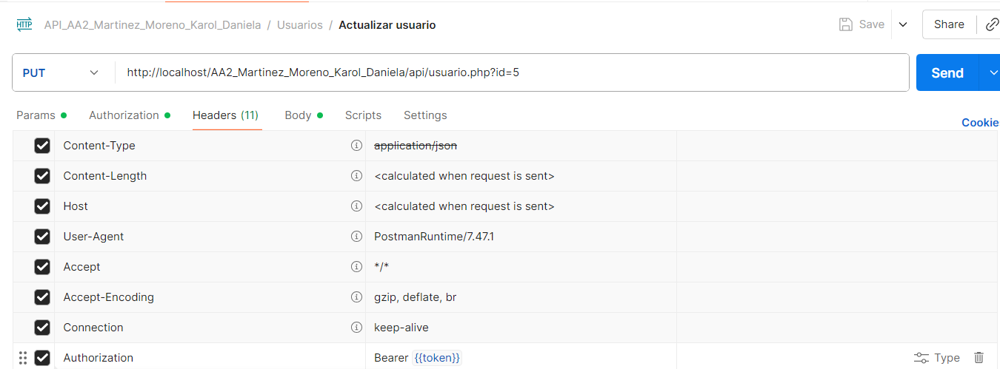 HTTP API_AA2_Martinez_Moreno_Karol_Daniela / Usuarios / Actualizar usuario Save Share
PUT http://localhost/AA2_Martinez_Moreno_Karol_Daniela/api/usuario.php?id=5 Send
Params Authorization Headers (11) Body Scripts Settings Cookie
Content-Type application/json
Content-Length <calculated when request is sent>
Host <calculated when request is sent>
User-Agent PostmanRuntime/7.47.1
Accept */*
Accept-Encoding gzip, deflate, br
Connection keep-alive
Authorization Bearer {{token}} Type